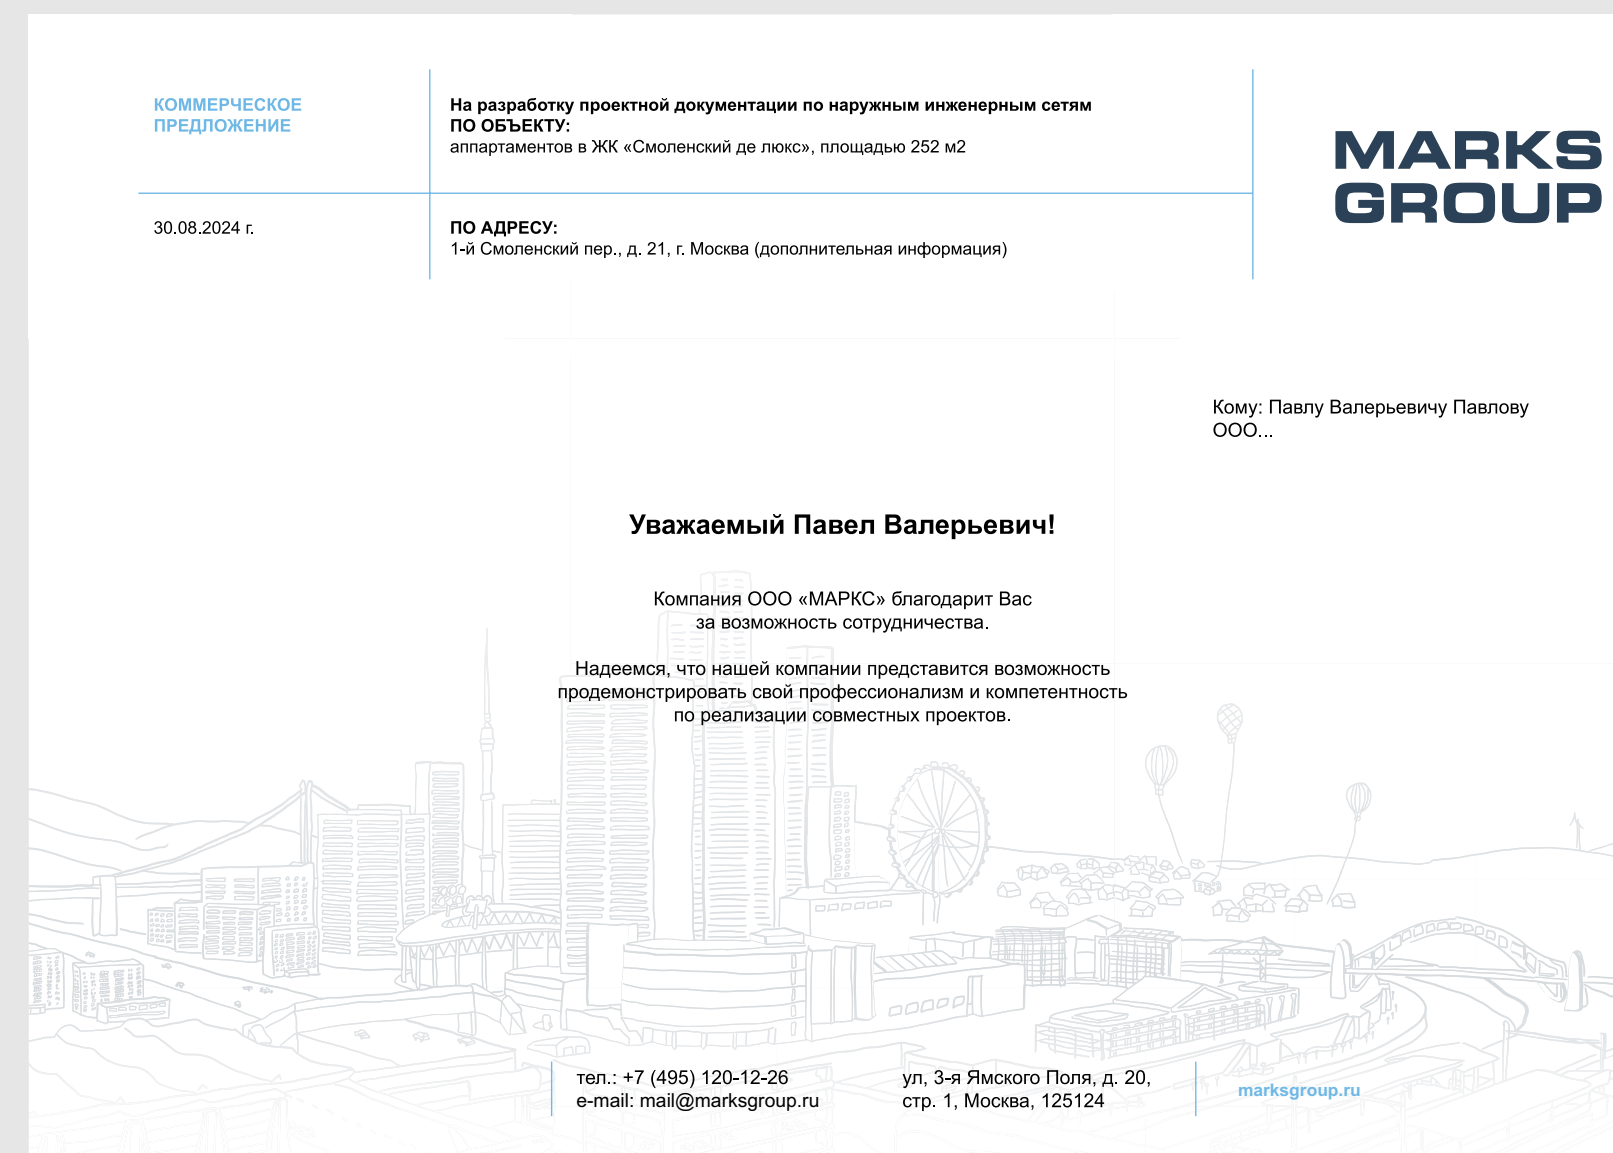 КОММЕРЧЕСКОЕ
ПРЕДЛОЖЕНИЕ
На разработку проектной документации по наружным инженерным сетям
ПО ОБЪЕКТУ:
аппартаментов в ЖК «Смоленский де люкс», площадью 252 м2
MARKS
GROUP
30.08.2024 г.
ПО АДРЕСУ:
1-й Смоленский пер., д. 21, г. Москва (дополнительная информация)
Кому: Павлу Валерьевичу Павлову
ООО...
Уважаемый Павел Валерьевич!
Компания ООО «МАРКС» благодарит Вас
за возможность сотрудничества.
Надеемся, что нашей компании представится возможность
продемонстрировать свой профессионализм и компетентность
по реализации совместных проектов.
тел.: +7 (495) 120-12-26
e-mail: mail@marksgroup.ru
ул, 3-я Ямского Поля, д. 20,
стр. 1, Москва, 125124
marksgroup.ru